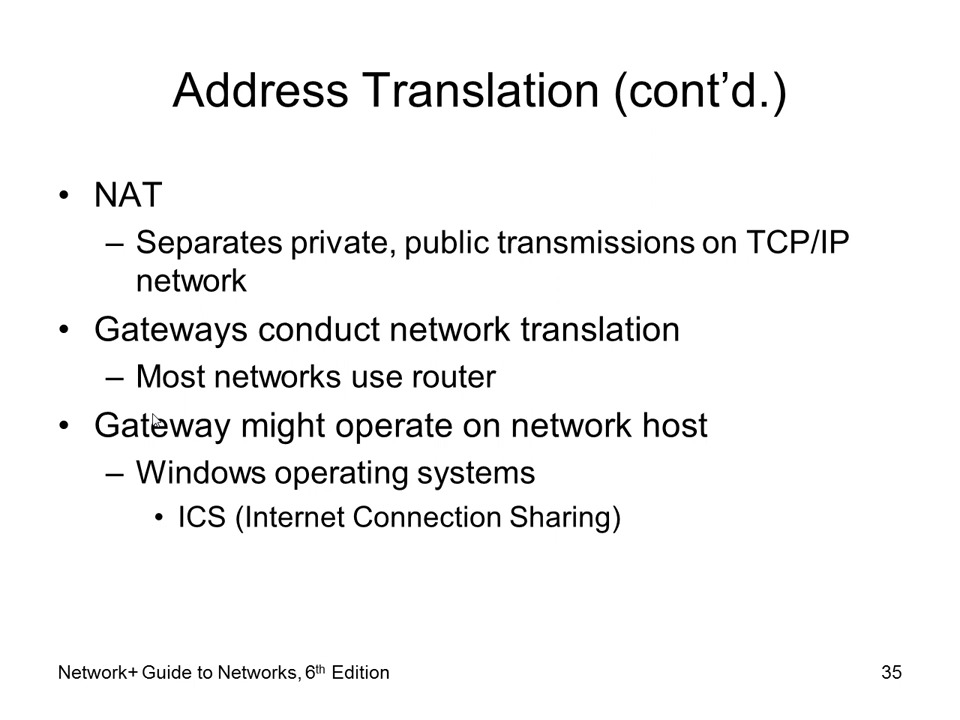 Address Translation (cont’d.)
• NAT
– Separates private, public transmissions on TCP/IP
network
• Gateways conduct network translation
– Most networks use router
• Gateway might operate on network host
– Windows operating systems
• ICS (Internet Connection Sharing)
Network+ Guide to Networks, 6th Edition
35